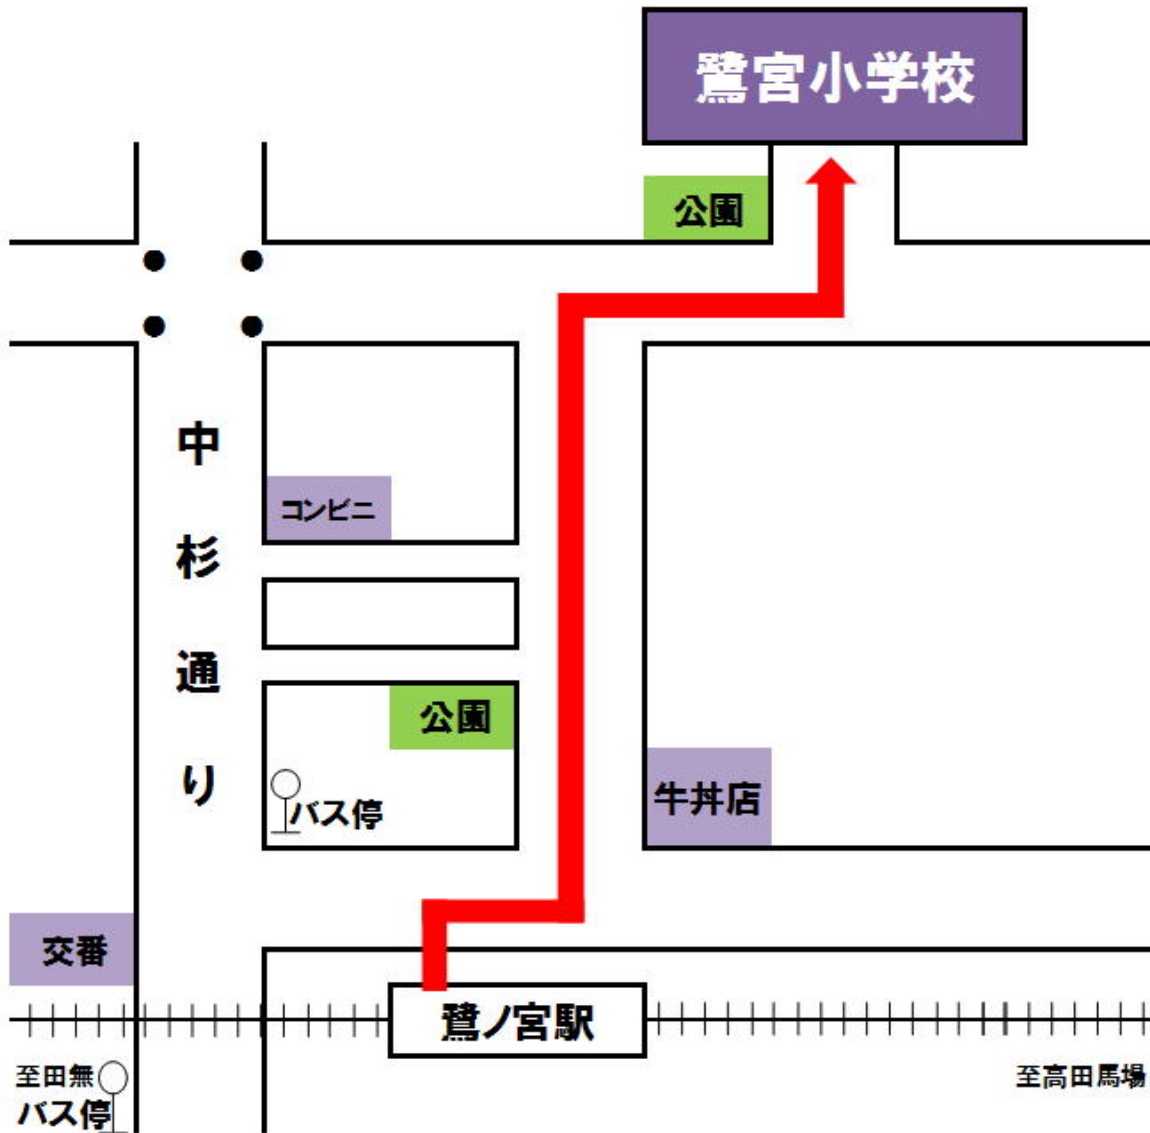 鷺宮小学校
公園
中杉通り
コンビニ
公園
バス停
牛丼店
交番
鷺ノ宮駅
至田無
バス停
至高田馬場